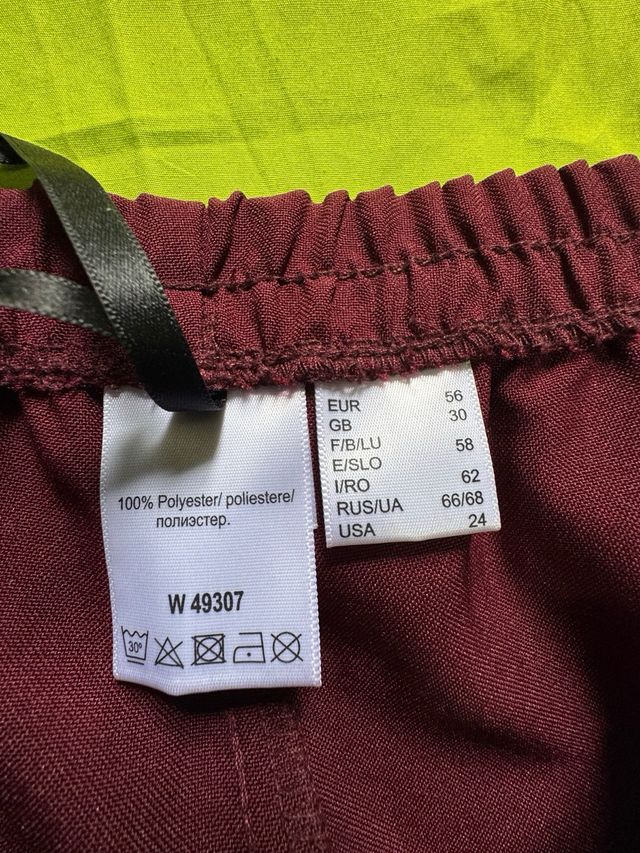 100% Polyester/ poliestere/
полиэстер.
W 49307
30°
EUR 56
GB 30
F/B/LU 58
E/SLO
I/RO 62
RUS/UA 66/68
USA 24